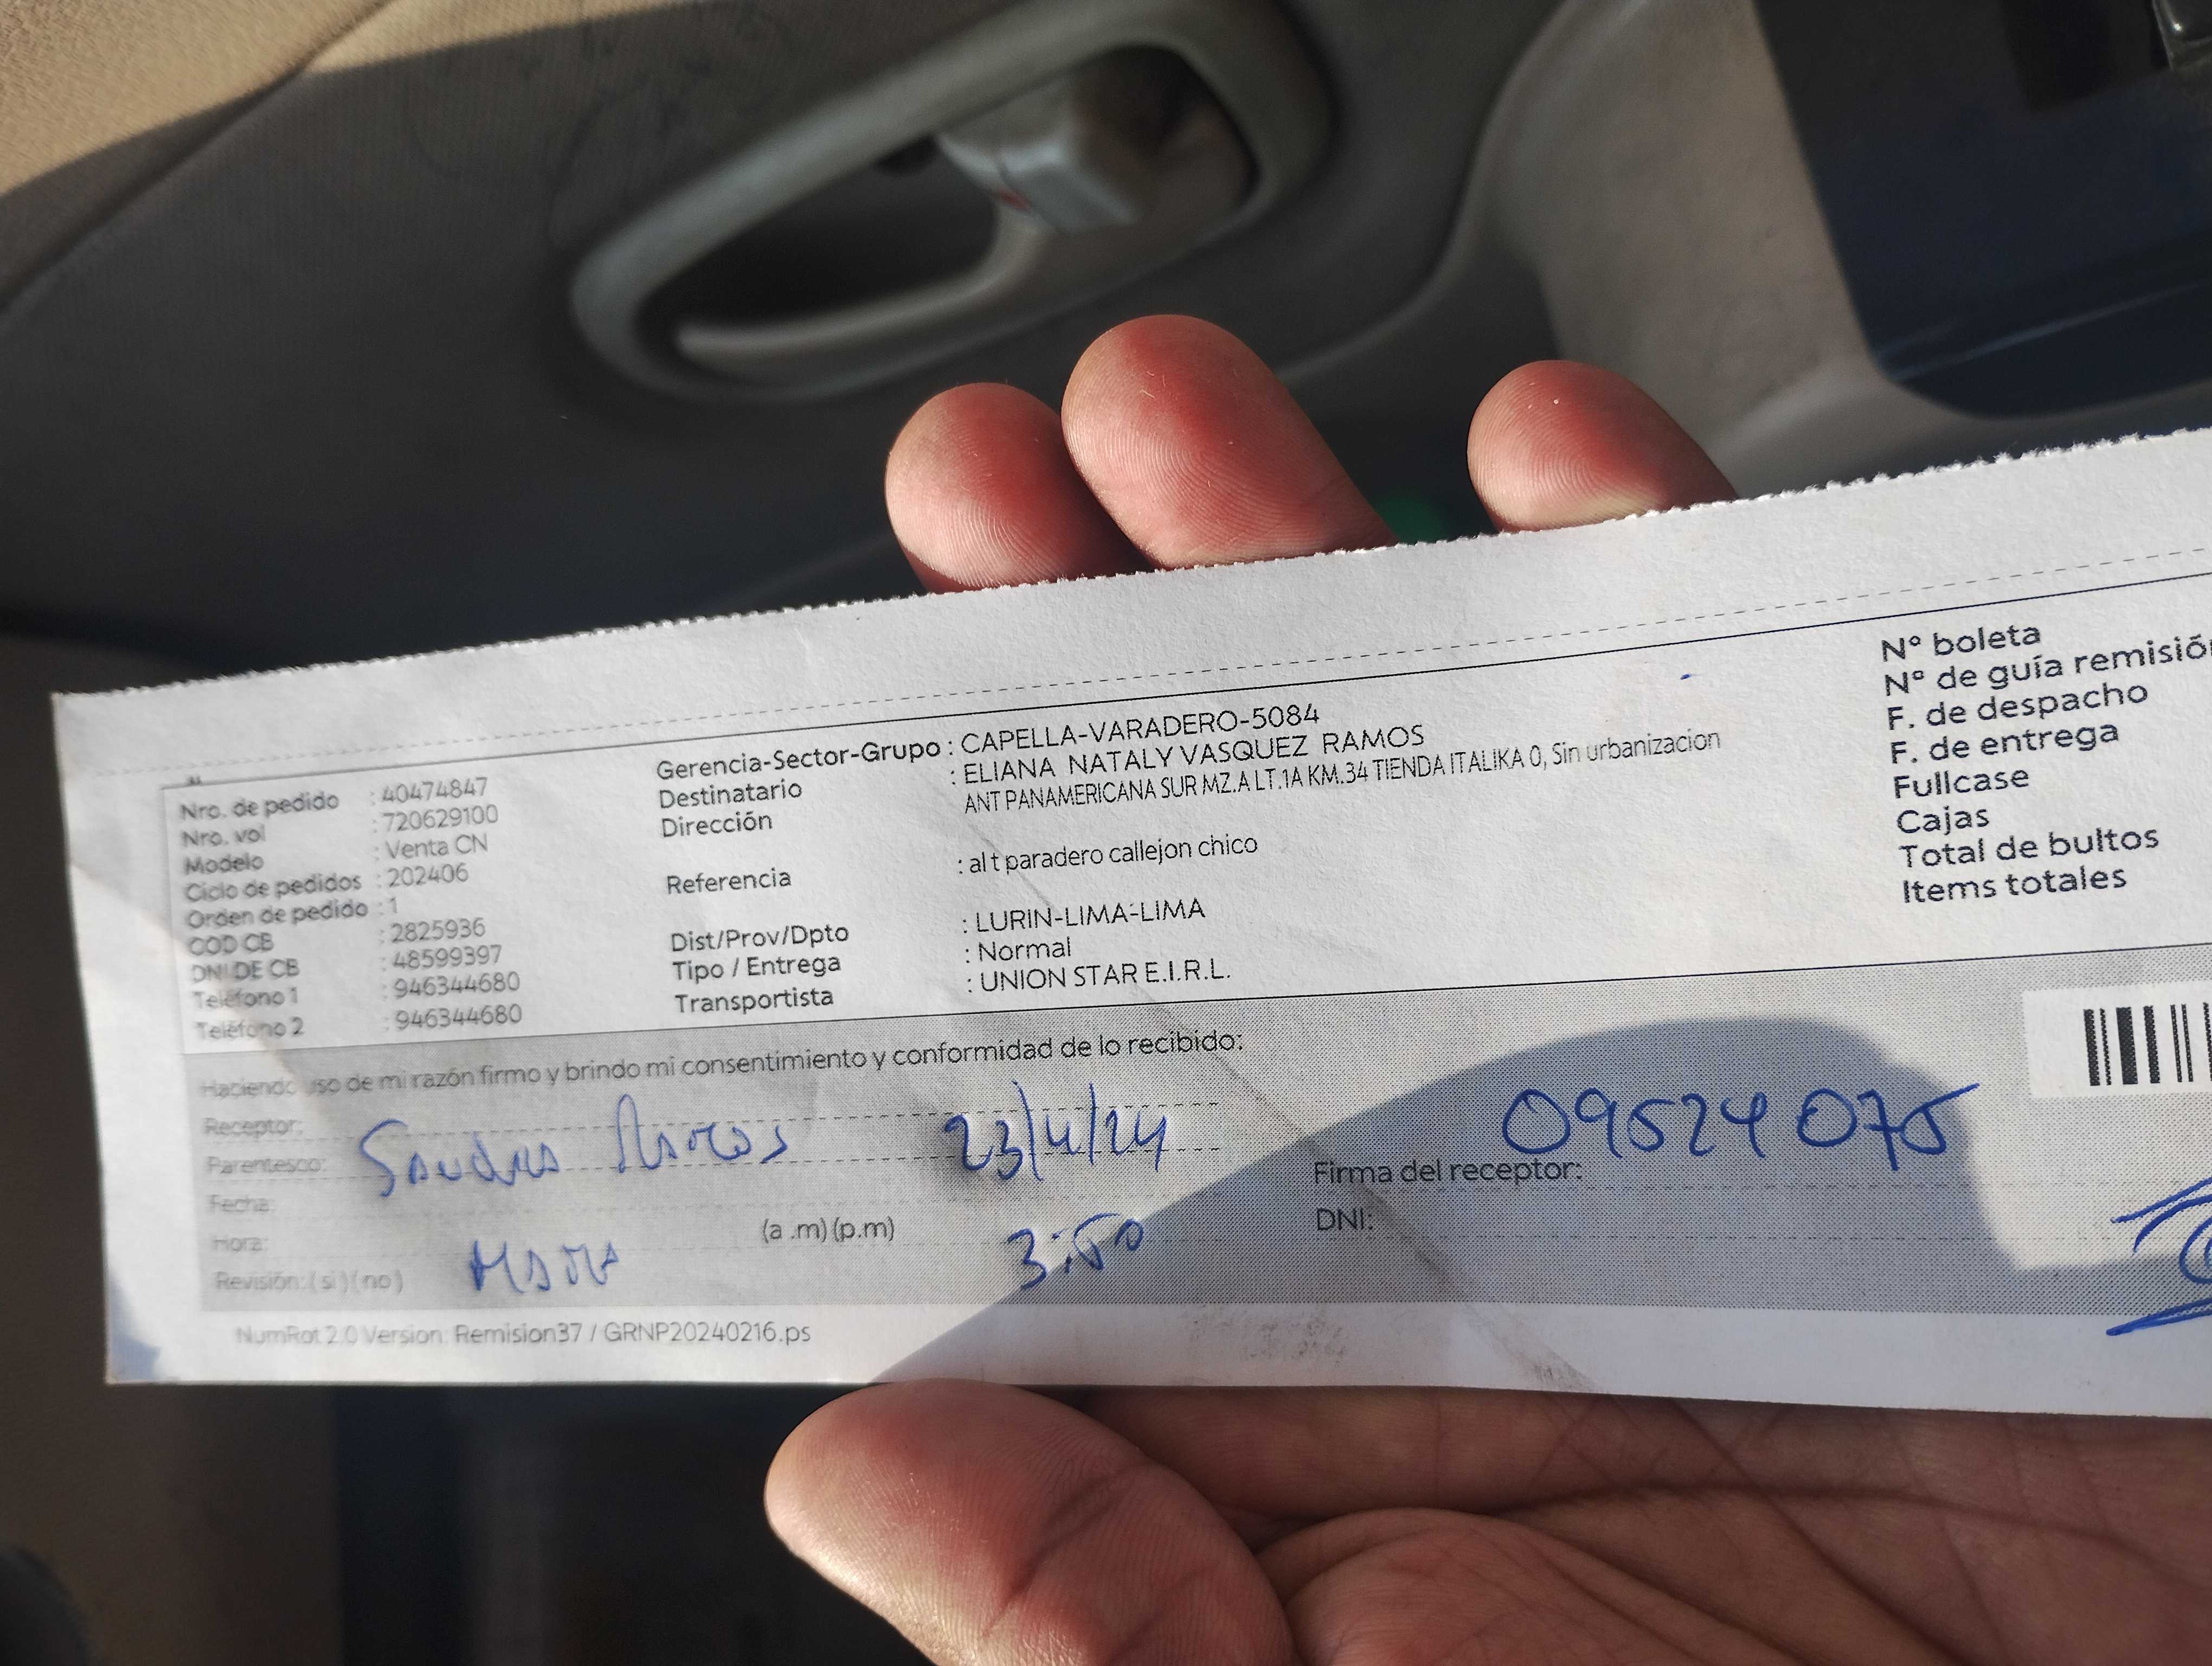 Nro. de pedido : 40474847
Nro. vol : 720629100
Modelo : Venta CN
Ciclo de pedidos : 202406
Orden de pedido : 1
COD CB : 2825936
DNI DE CB : 48599397
Teléfono 1 : 946344680
Teléfono 2 : 946344680
Gerencia-Sector-Grupo : CAPELLA-VARADERO-5084
Destinatario : ELIANA NATALY VASQUEZ RAMOS
Dirección ANT PANAMERICANA SUR MZ.A LT.1A KM.34 TIENDA ITALIKA 0, Sin urbanizacion
Referencia : al t paradero callejon chico
Dist/Prov/Dpto : LURIN-LIMA-LIMA
Tipo / Entrega : Normal
Transportista : UNION STAR E.I.R.L.
N° boleta
N° de guía remisión
F. de despacho
F. de entrega
Fullcase
Cajas
Total de bultos
Items totales
Haciendo uso de mi razón firmo y brindo mi consentimiento y conformidad de lo recibido:
Receptor:
Parentesco: Ramos 23/4/24
Fecha:
Hora: (a .m) (p.m) 3:50
Revisión: (si) (no)
09524075
Firma del receptor:
DNI:
NumRot 2.0 Version: Remision37 / GRNP20240216.ps